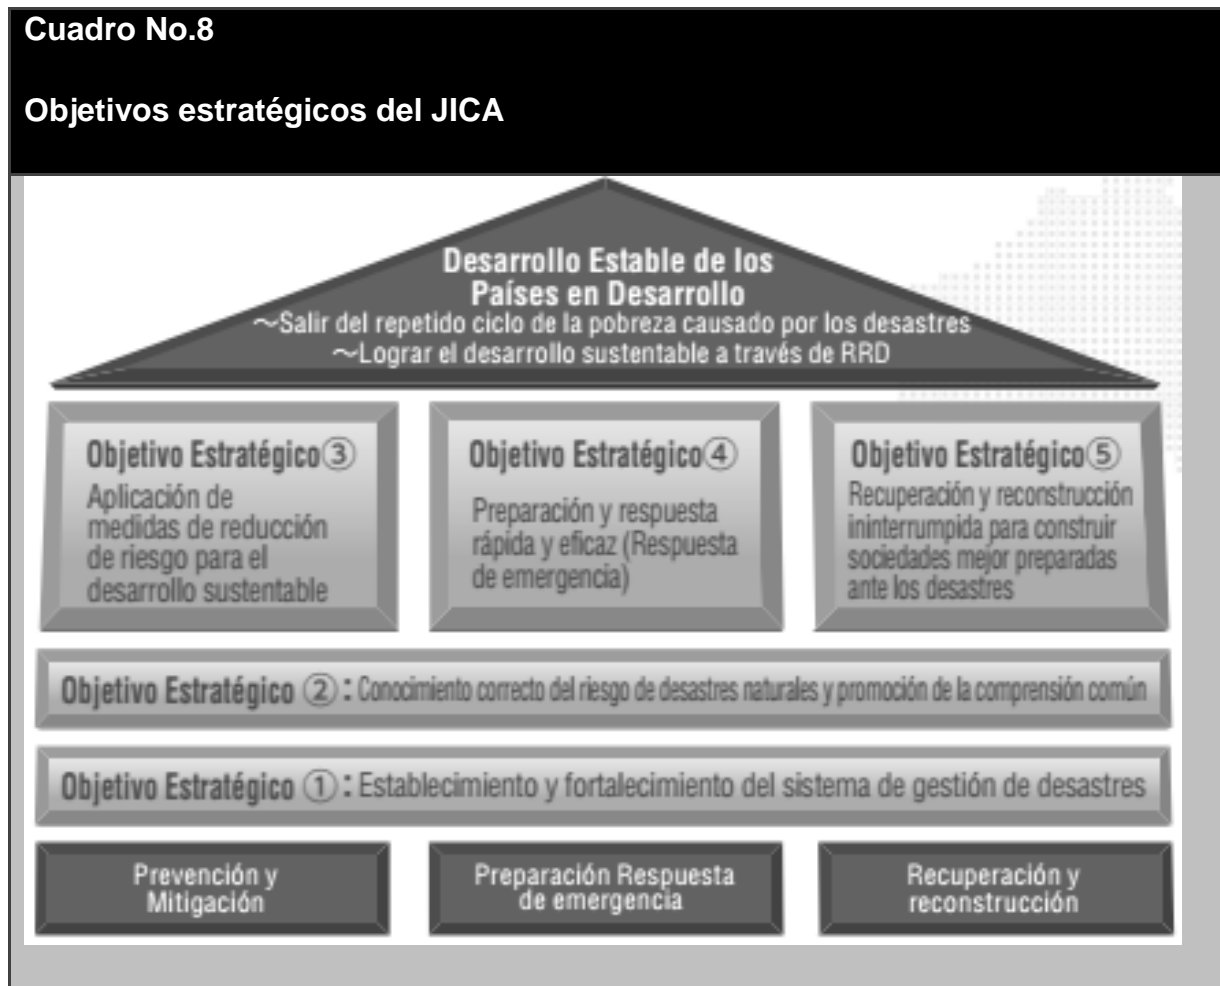 Cuadro No.8
Objetivos estratégicos del JICA
Desarrollo Estable de los
Países en Desarrollo
～Salir del repetido ciclo de la pobreza causado por los desastres
～Lograr el desarrollo sustentable a través de RRD
Objetivo Estratégico③
Aplicación de
medidas de reducción
de riesgo para el
desarrollo sustentable
Objetivo Estratégico④
Preparación y respuesta
rápida y eficaz (Respuesta
de emergencia)
Objetivo Estratégico⑤
Recuperación y reconstrucción
ininterrumpida para construir
sociedades mejor preparadas
ante los desastres
Objetivo Estratégico ②: Conocimiento correcto del riesgo de desastres naturales y promoción de la comprensión común
Objetivo Estratégico ①: Establecimiento y fortalecimiento del sistema de gestión de desastres
Prevención y
Mitigación
Preparación Respuesta
de emergencia
Recuperación y
reconstrucción